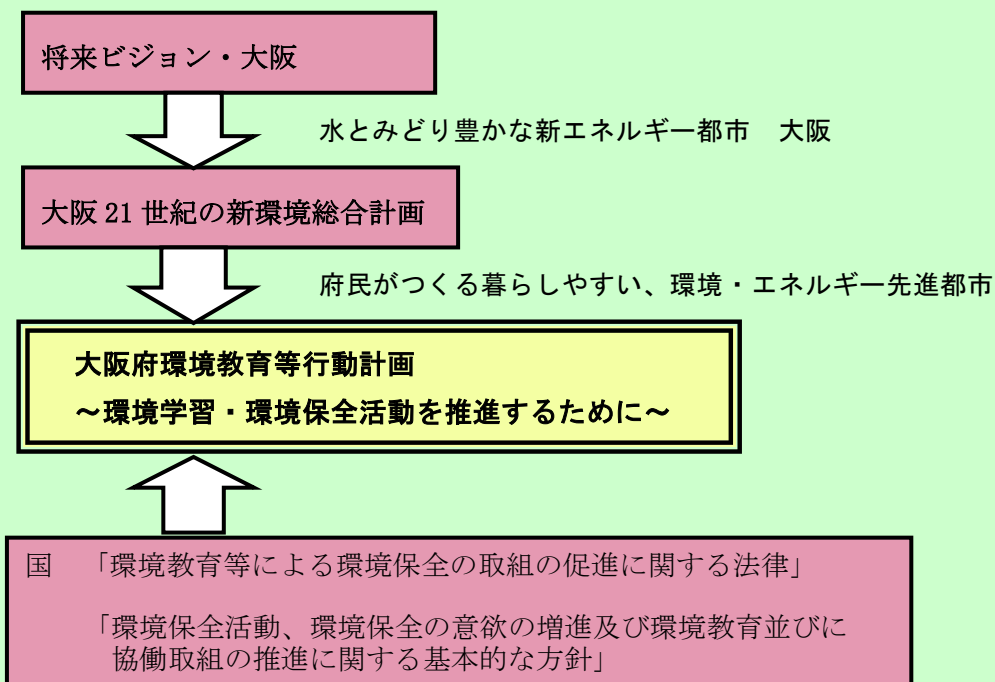 将来ビジョン・大阪
水とみどり豊かな新エネルギー都市　大阪
大阪 21 世紀の新環境総合計画
府民がつくる暮らしやすい、環境・エネルギー先進都市
大阪府環境教育等行動計画
～環境学習・環境保全活動を推進するために～
国　「環境教育等による環境保全の取組の促進に関する法律」
「環境保全活動、環境保全の意欲の増進及び環境教育並びに
協働取組の推進に関する基本的な方針」